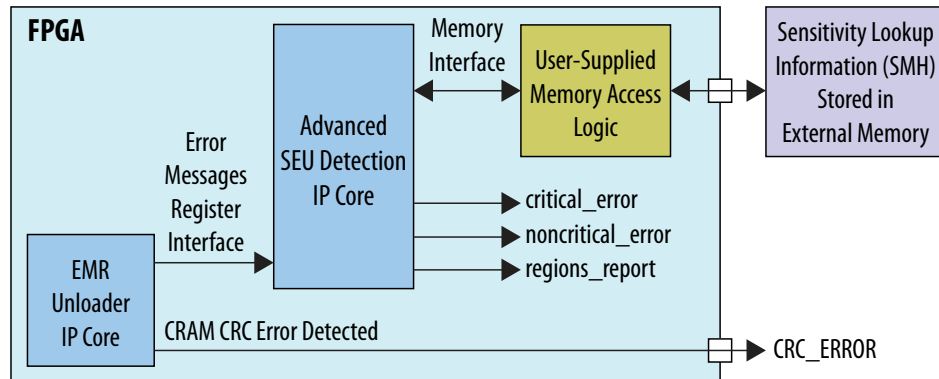 FPGA
Error
Messages
Register
Interface
EMR
Unloader
IP Core
Advanced
SEU Detection
IP Core
Memory
Interface
User-Supplied
Memory Access
Logic
Sensitivity Lookup
Information (SMH)
Stored in
External Memory
critical_error
noncritical_error
regions_report
CRAM CRC Error Detected
CRC_ERROR